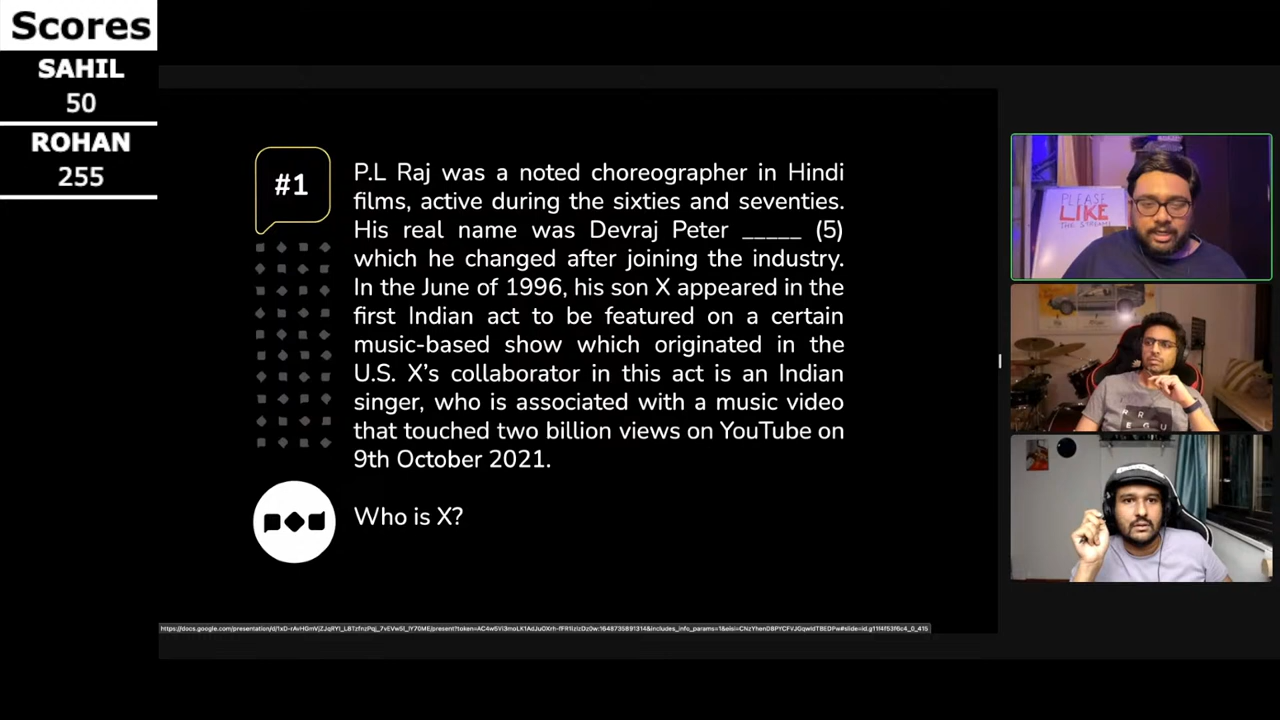 Scores
SAHIL
50
ROHAN
255
#1
P.L Raj was a noted choreographer in Hindi
films, active during the sixties and seventies.
His real name was Devraj Peter _____ (5)
which he changed after joining the industry.
In the June of 1996, his son X appeared in the
first Indian act to be featured on a certain
music-based show which originated in the
U.S. X’s collaborator in this act is an Indian
singer, who is associated with a music video
that touched two billion views on YouTube on
9th October 2021.
Who is X?
PLEASE
LIKE
THE STREAM